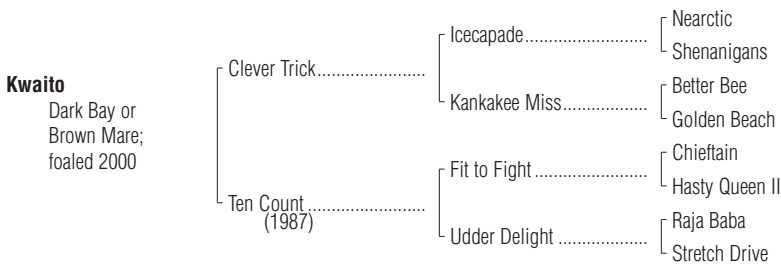 Kwaito
Dark Bay or
Brown Mare;
foaled 2000
Clever Trick.......................
Ten Count .........................
(1987)
Icecapade..........................
Kankakee Miss..................
Fit to Fight ........................
Udder Delight ...................
Nearctic
Shenanigans
Better Bee
Golden Beach
Chieftain
Hasty Queen II
Raja Baba
Stretch Drive